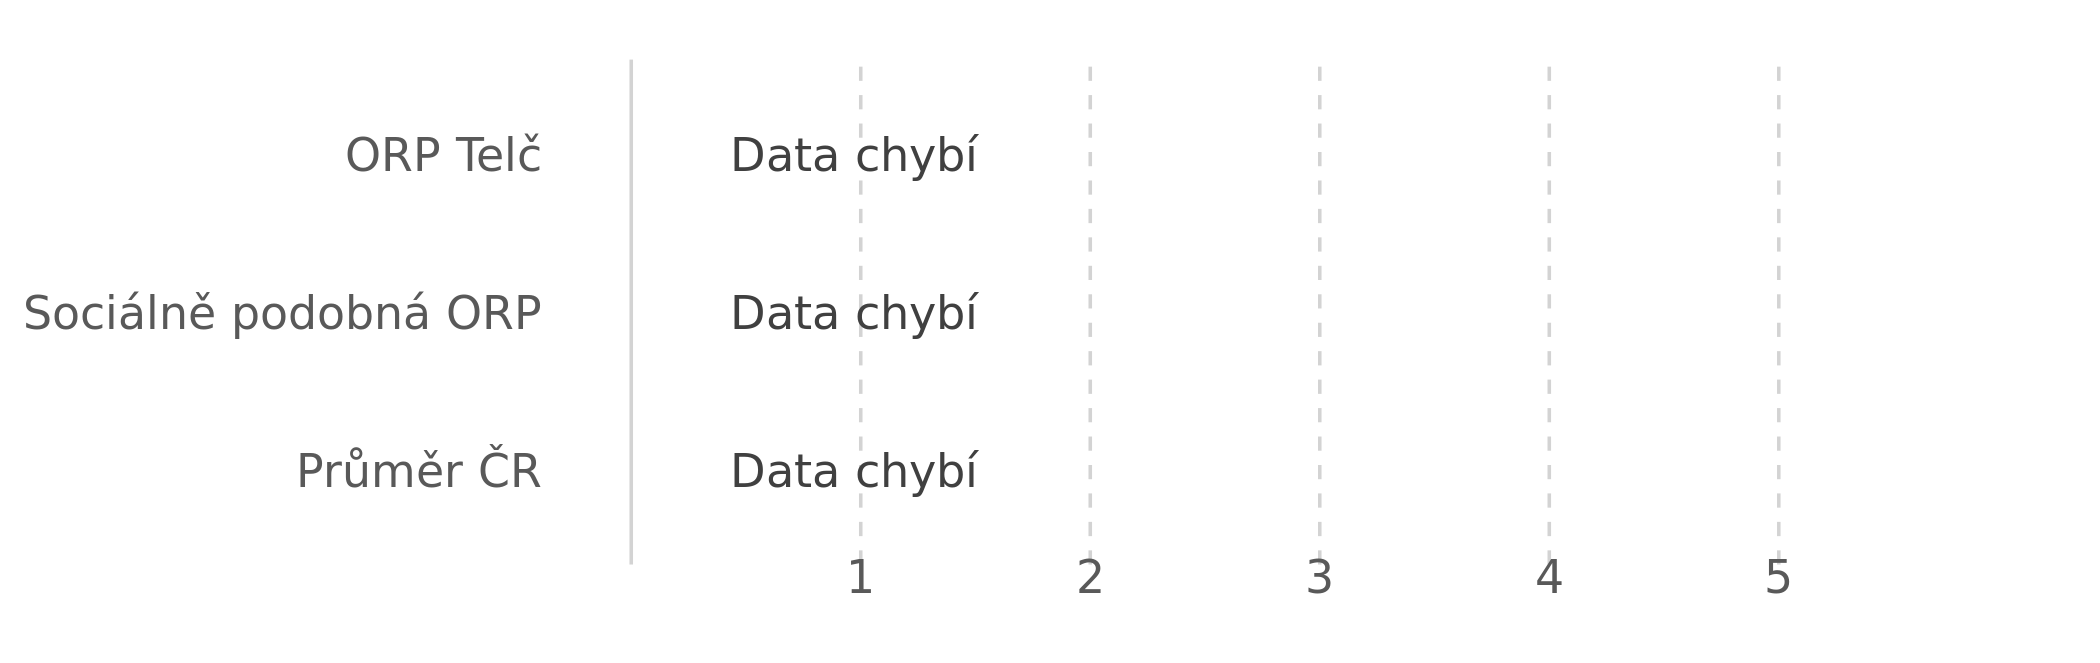 ORP Telč Data chybí
Sociálně podobná ORP Data chybí
Průměr ČR Data chybí
1 2 3 4 5